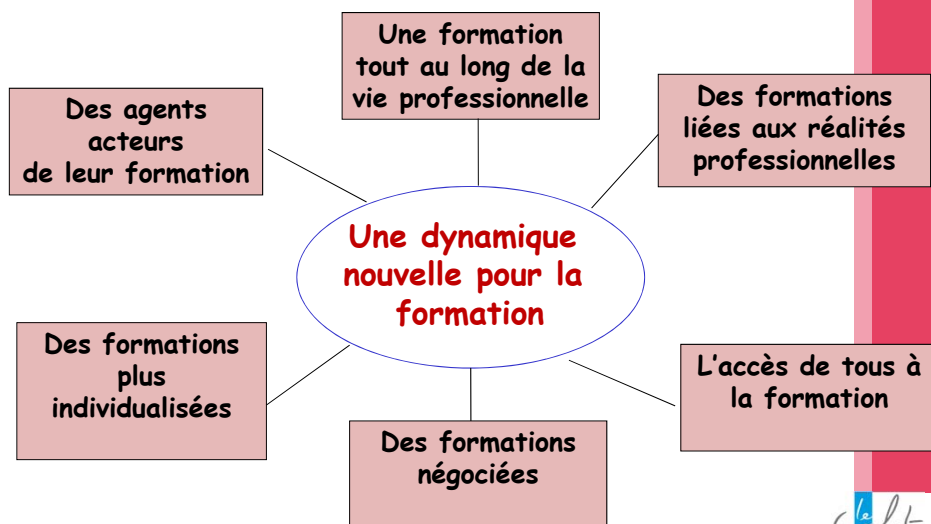 Une formation
tout au long de la
vie professionnelle
Des agents
acteurs
de leur formation
Des formations
liées aux réalités
professionnelles
Une dynamique
nouvelle pour la
formation
Des formations
plus
individualisées
L'accès de tous à
la formation
Des formations
négociées
le